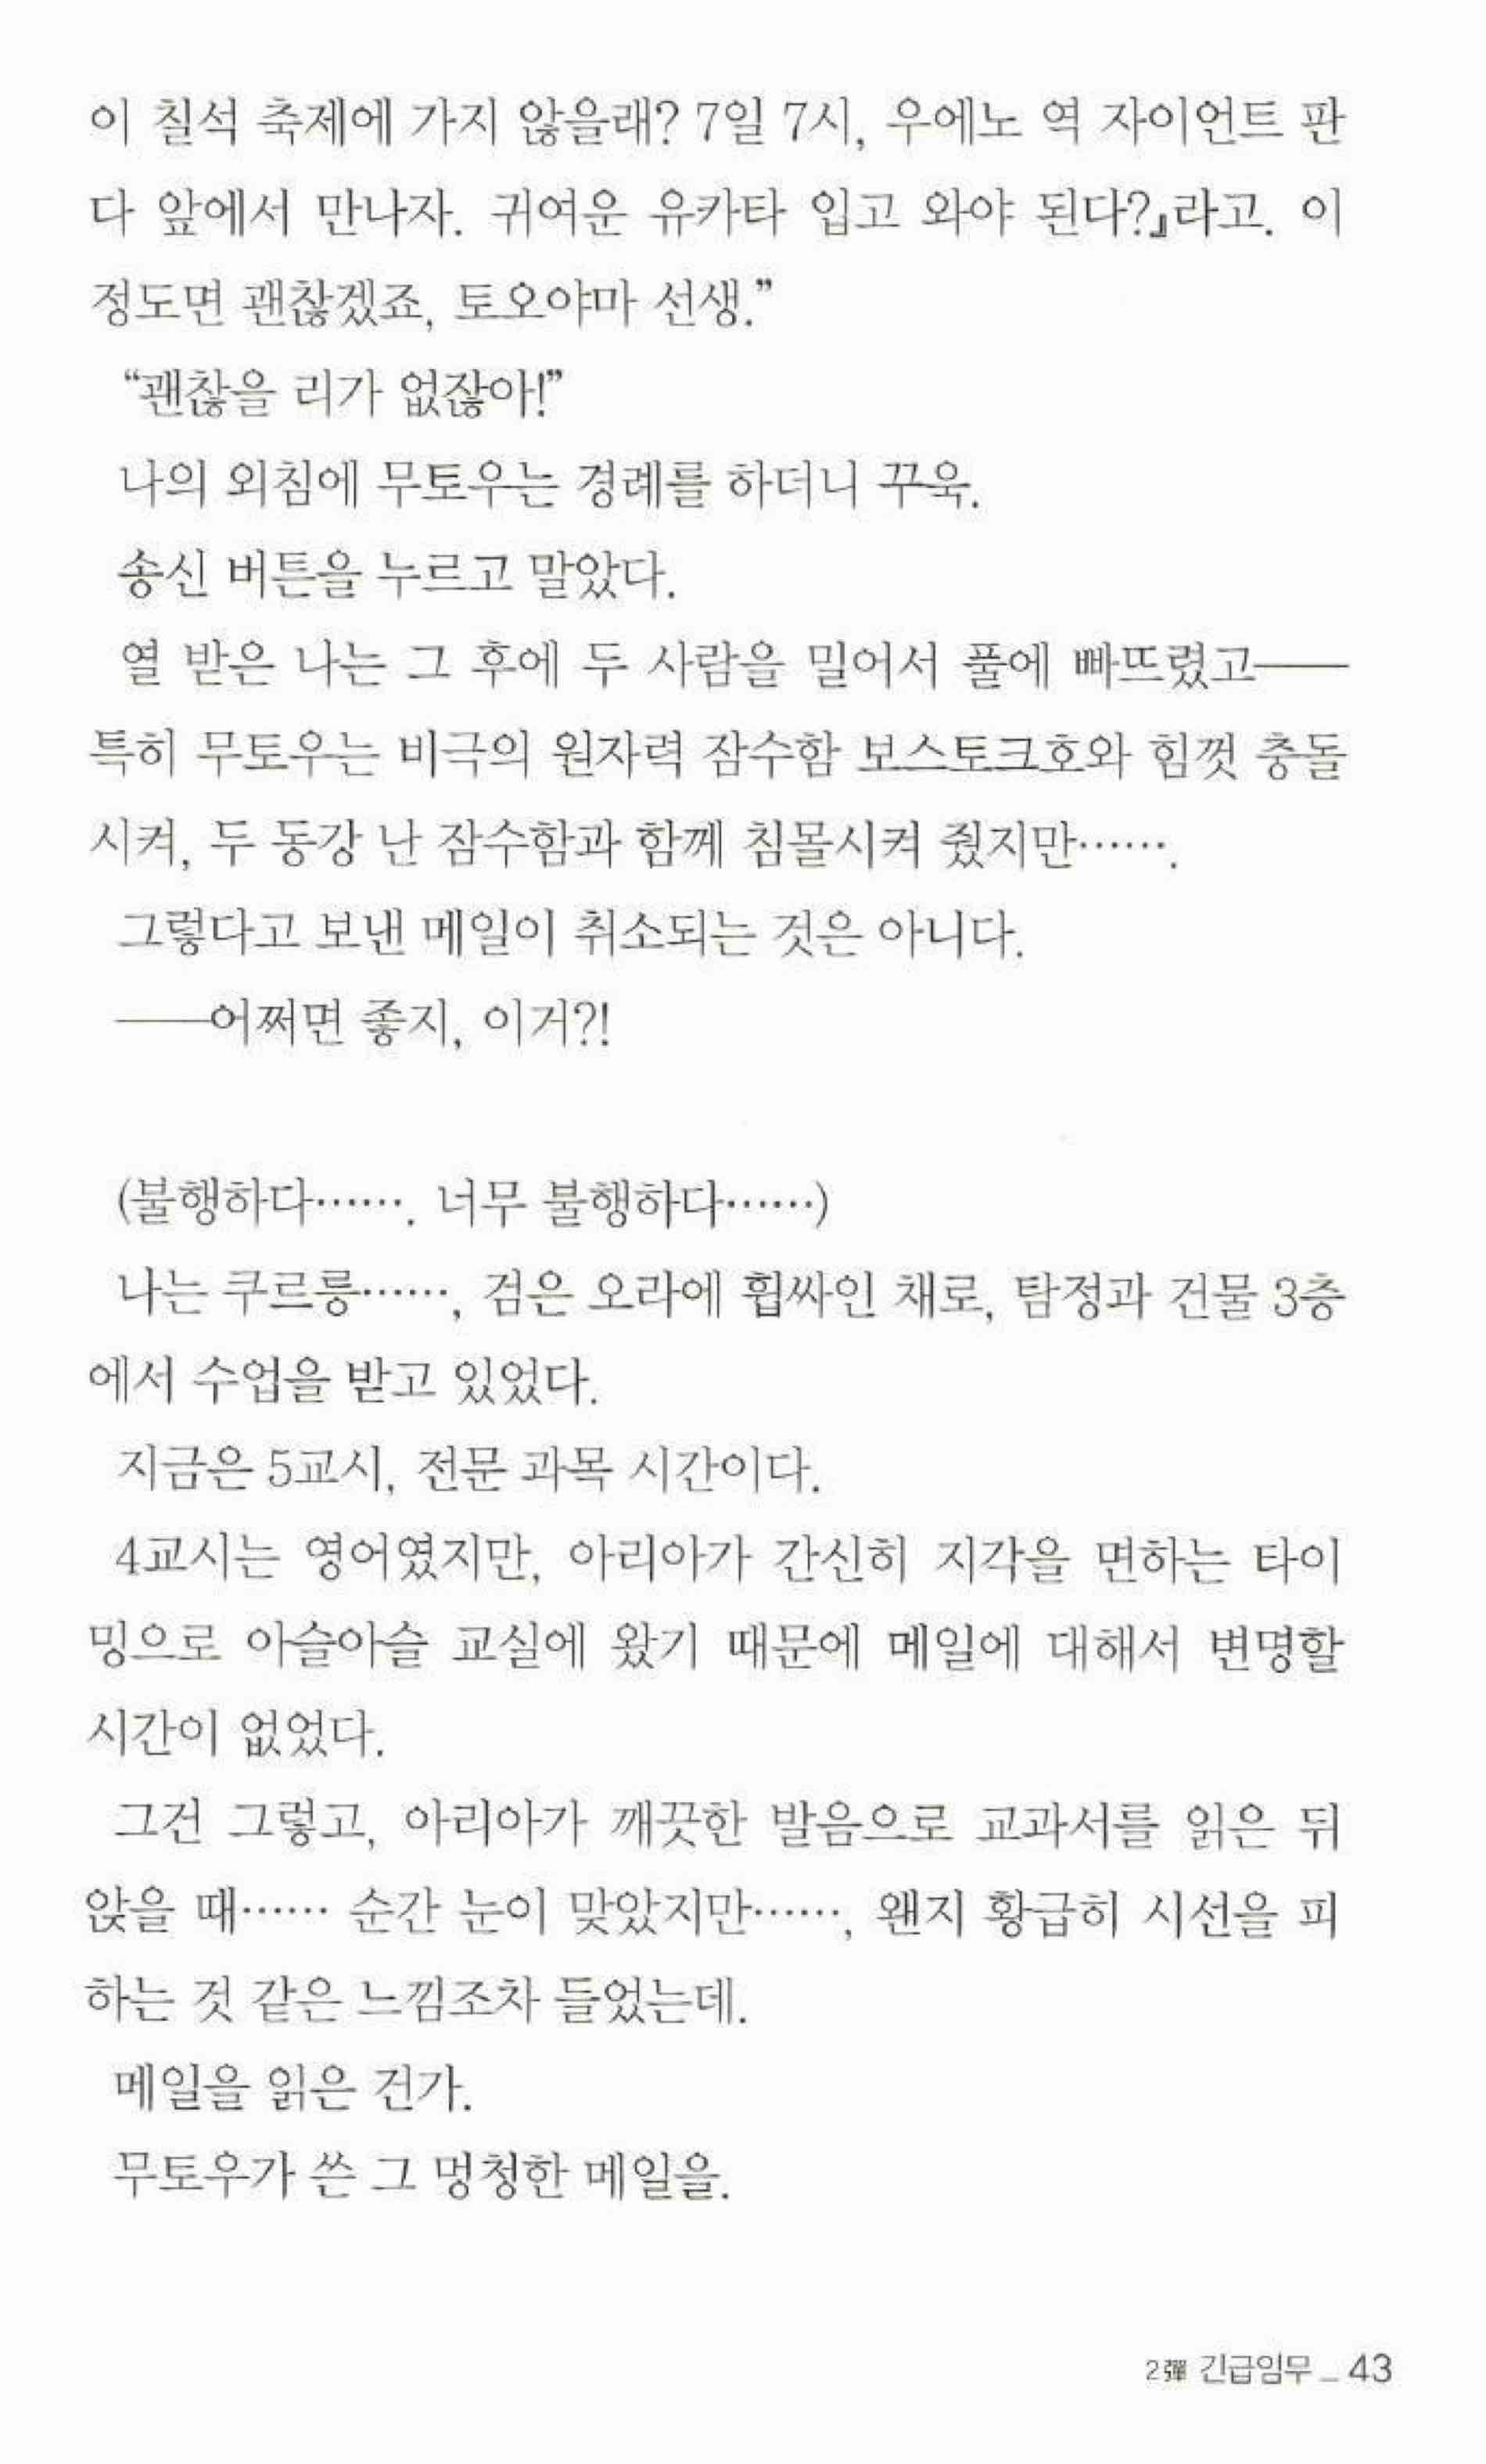 이 칠석 축제에 가지 않을래? 7일 7시, 우에노 역 자이언트 판
다 앞에서 만나자. 귀여운 유카타 입고 와야 된다?』라고. 이
정도면 괜찮겠죠, 토오야마 선생.”
“괜찮을 리가 없잖아!”
나의 외침에 무토우는 경례를 하더니 꾸욱.
송신 버튼을 누르고 말았다.
열 받은 나는 그 후에 두 사람을 밀어서 풀에 빠뜨렸고――
특히 무토우는 비극의 원자력 잠수함 보스토크호와 힘껏 충돌
시켜, 두 동강 난 잠수함과 함께 침몰시켜 줬지만…….
그렇다고 보낸 메일이 취소되는 것은 아니다.
――어쩌면 좋지, 이거?!
(불행하다……. 너무 불행하다……)
나는 쿠르릉……, 검은 오라에 휩싸인 채로, 탐정과 건물 3층
에서 수업을 받고 있었다.
지금은 5교시, 전문 과목 시간이다.
4교시는 영어였지만, 아리아가 간신히 지각을 면하는 타이
밍으로 아슬아슬 교실에 왔기 때문에 메일에 대해서 변명할
시간이 없었다.
그건 그렇고, 아리아가 깨끗한 발음으로 교과서를 읽은 뒤
앉을 때…… 순간 눈이 맞았지만……, 왠지 황급히 시선을 피
하는 것 같은 느낌조차 들었는데.
메일을 읽은 건가.
무토우가 쓴 그 멍청한 메일을.
2彈 긴급임무 _ 43